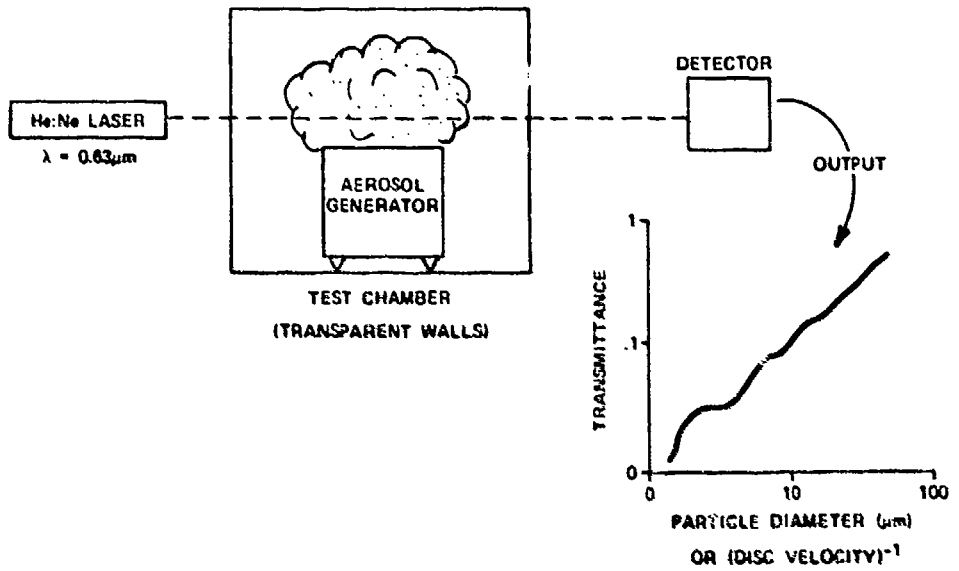 He:Ne LASER
λ = 0.63µm
AEROSOL
GENERATOR
TEST CHAMBER
(TRANSPARENT WALLS)
DETECTOR
OUTPUT
TRANSMITTANCE
1
.1
0
0
10
100
PARTICLE DIAMETER (µm)
OR (DISC VELOCITY)⁻¹